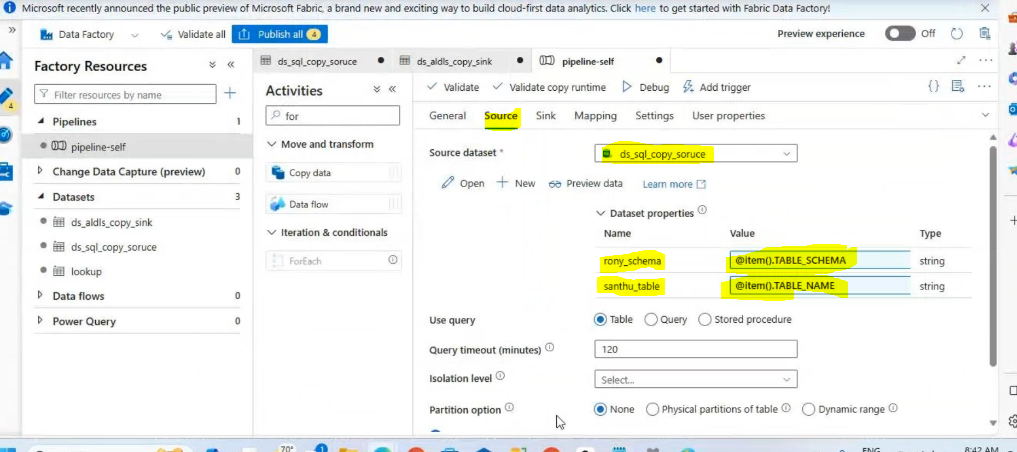 Microsoft recently announced the public preview of Microsoft Fabric, a brand new and exciting way to build cloud-first data analytics. Click here to get started with Fabric Data Factory!
Data Factory Validate all Publish all 4 Preview experience Off
Factory Resources
Filter resources by name
4
Pipelines 1
pipeline-self
Change Data Capture (preview) 0
Datasets 3
ds_aldls_copy_sink
ds_sql_copy_soruce
lookup
Data flows 0
Power Query 0
ds_sql_copy_soruce ds_aldls_copy_sink pipeline-self
Activities
for
Move and transform
Copy data
Data flow
Iteration & conditionals
ForEach
Validate Validate copy runtime Debug Add trigger
General Source Sink Mapping Settings User properties
Source dataset * ds_sql_copy_soruce
Open New Preview data Learn more
Dataset properties
Name Value Type
rony_schema @item().TABLE_SCHEMA string
santhu_table @item().TABLE_NAME string
Use query Table Query Stored procedure
Query timeout (minutes) 120
Isolation level Select...
Partition option None Physical partitions of table Dynamic range
70° 1 ENG 8:42 AM